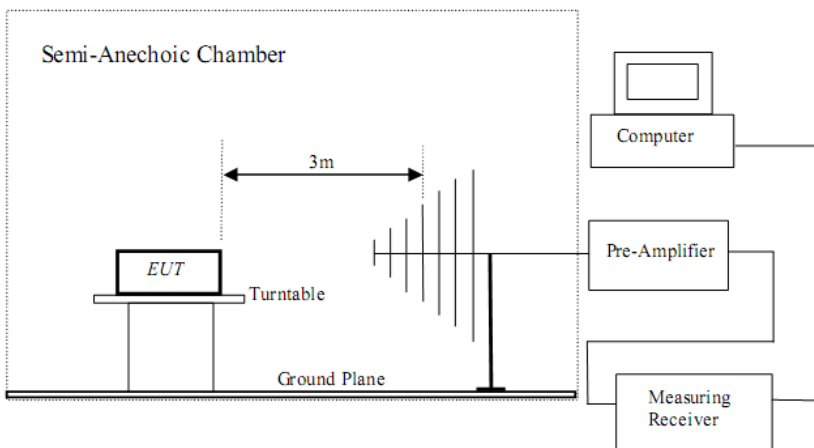 Semi-Anechoic Chamber
Computer
3m
Pre-Amplifier
EUT
Turntable
Ground Plane
Measuring
Receiver